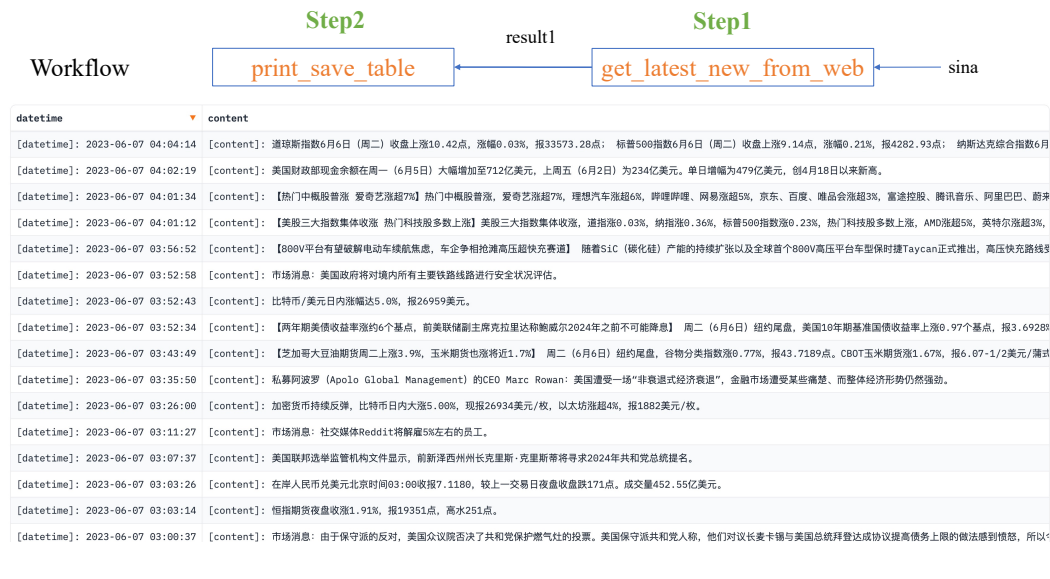 Step2
Step1
result1
Workflow
print_save_table
get_latest_new_from_web
sina
datetime ▼ content
[datetime]: 2023-06-07 04:04:14 [content]: 道琼斯指数6月6日（周二）收盘上涨10.42点，涨幅0.03%，报33573.28点； 标普500指数6月6日（周二）收盘上涨9.14点，涨幅0.21%，报4282.93点； 纳斯达克综合指数6月
[datetime]: 2023-06-07 04:02:19 [content]: 美国财政部现金余额在周一（6月5日）大幅增加至712亿美元，上周五（6月2日）为234亿美元。单日增幅为479亿美元，创4月18日以来新高。
[datetime]: 2023-06-07 04:01:34 [content]: 【热门中概股普涨 爱奇艺涨超7%】热门中概股普涨，爱奇艺涨超7%，理想汽车涨超6%，哔哩哔哩、网易涨超5%，京东、百度、唯品会涨超3%，富途控股、腾讯音乐、阿里巴巴、蔚来
[datetime]: 2023-06-07 04:01:12 [content]: 【美股三大指数集体收涨 热门科技股多数上涨】美股三大指数集体收涨，道指涨0.03%，纳指涨0.36%，标普500指数涨0.23%，热门科技股多数上涨，AMD涨超5%，英特尔涨超3%，
[datetime]: 2023-06-07 03:56:52 [content]: 【800V平台有望破解电动车续航焦虑，车企争相抢滩高压超快充赛道】 随着SiC（碳化硅）产能的持续扩张以及全球首个800V高压平台车型保时捷Taycan正式推出，高压快充路线受
[datetime]: 2023-06-07 03:52:58 [content]: 市场消息：美国政府将对境内所有主要铁路线路进行安全状况评估。
[datetime]: 2023-06-07 03:52:43 [content]: 比特币/美元日内涨幅达5.0%，报26959美元。
[datetime]: 2023-06-07 03:52:34 [content]: 【两年期美债收益率涨约6个基点，前美联储副主席克拉里达称鲍威尔2024年之前不可能降息】 周二（6月6日）纽约尾盘，美国10年期基准国债收益率上涨0.97个基点，报3.6928%
[datetime]: 2023-06-07 03:43:49 [content]: 【芝加哥大豆油期货周二上涨3.9%，玉米期货也涨将近1.7%】 周二（6月6日）纽约尾盘，谷物分类指数涨0.77%，报43.7189点。CBOT玉米期货涨1.67%，报6.07-1/2美元/蒲式
[datetime]: 2023-06-07 03:35:50 [content]: 私募阿波罗（Apolo Global Management）的CEO Marc Rowan：美国遭受一场“非衰退式经济衰退”，金融市场遭受某些痛楚、而整体经济形势仍然强劲。
[datetime]: 2023-06-07 03:26:00 [content]: 加密货币持续反弹，比特币日内大涨5.00%，现报26934美元/枚，以太坊涨超4%，报1882美元/枚。
[datetime]: 2023-06-07 03:11:27 [content]: 市场消息：社交媒体Reddit将解雇5%左右的员工。
[datetime]: 2023-06-07 03:07:37 [content]: 美国联邦选举监管机构文件显示，前新泽西州州长克里斯·克里斯蒂将寻求2024年共和党总统提名。
[datetime]: 2023-06-07 03:03:26 [content]: 在岸人民币兑美元北京时间03:00收报7.1180，较上一交易日夜盘收盘跌171点。成交量452.55亿美元。
[datetime]: 2023-06-07 03:03:14 [content]: 恒指期货夜盘收涨1.91%，报19351点，高水251点。
[datetime]: 2023-06-07 03:00:37 [content]: 市场消息：由于保守派的反对，美国众议院否决了共和党保护燃气灶的投票。美国保守派共和党人称，他们对议长麦卡锡与美国总统拜登达成协议提高债务上限的做法感到愤怒，所以